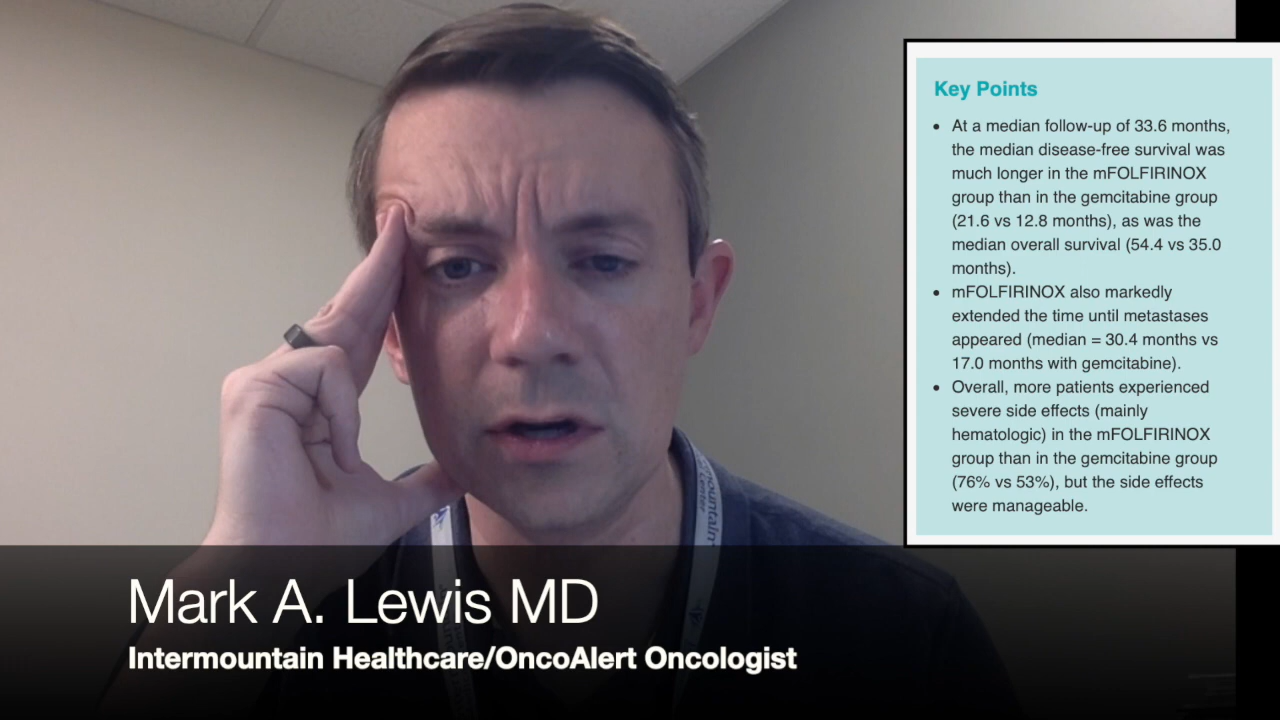 Key Points
• At a median follow-up of 33.6 months,
the median disease-free survival was
much longer in the mFOLFIRINOX
group than in the gemcitabine group
(21.6 vs 12.8 months), as was the
median overall survival (54.4 vs 35.0
months).
• mFOLFIRINOX also markedly
extended the time until metastases
appeared (median = 30.4 months vs
17.0 months with gemcitabine).
• Overall, more patients experienced
severe side effects (mainly
hematologic) in the mFOLFIRINOX
group than in the gemcitabine group
(76% vs 53%), but the side effects
were manageable.
Mark A. Lewis MD
Intermountain Healthcare/OncoAlert Oncologist